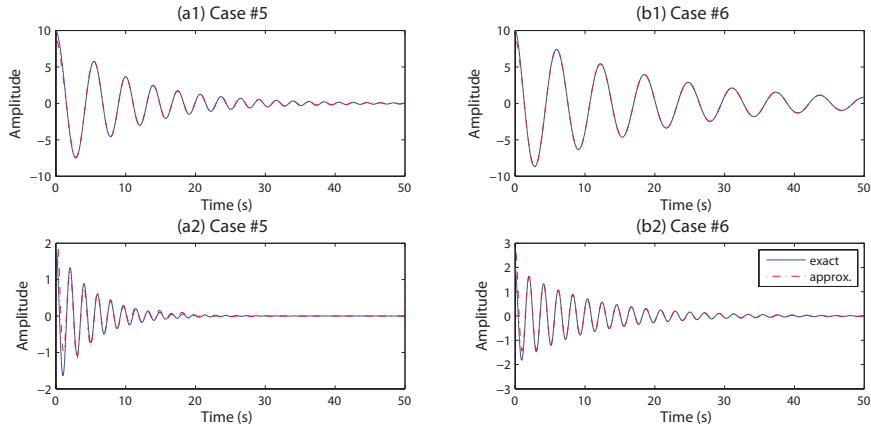 (a1) Case #5
Amplitude
10
5
0
−5
−10
0 10 20 30 40 50
Time (s)
(b1) Case #6
Amplitude
10
5
0
−5
−10
0 10 20 30 40 50
Time (s)
(a2) Case #5
Amplitude
2
1
0
−1
−2
0 10 20 30 40 50
Time (s)
(b2) Case #6
Amplitude
3
2
1
0
−1
−2
−3
0 10 20 30 40 50
Time (s)
exact
approx.